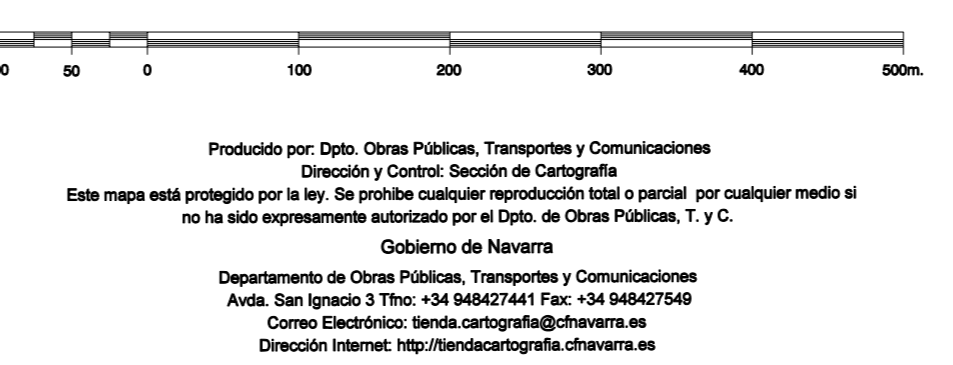 00 50 0 100 200 300 400 500m.
Producido por: Dpto. Obras Públicas, Transportes y Comunicaciones
Dirección y Control: Sección de Cartografía
Este mapa está protegido por la ley. Se prohibe cualquier reproducción total o parcial por cualquier medio si
no ha sido expresamente autorizado por el Dpto. de Obras Públicas, T. y C.
Gobierno de Navarra
Departamento de Obras Públicas, Transportes y Comunicaciones
Avda. San Ignacio 3 Tfno: +34 948427441 Fax: +34 948427549
Correo Electrónico: tienda.cartografia@cfnavarra.es
Dirección Internet: http://tiendacartografia.cfnavarra.es